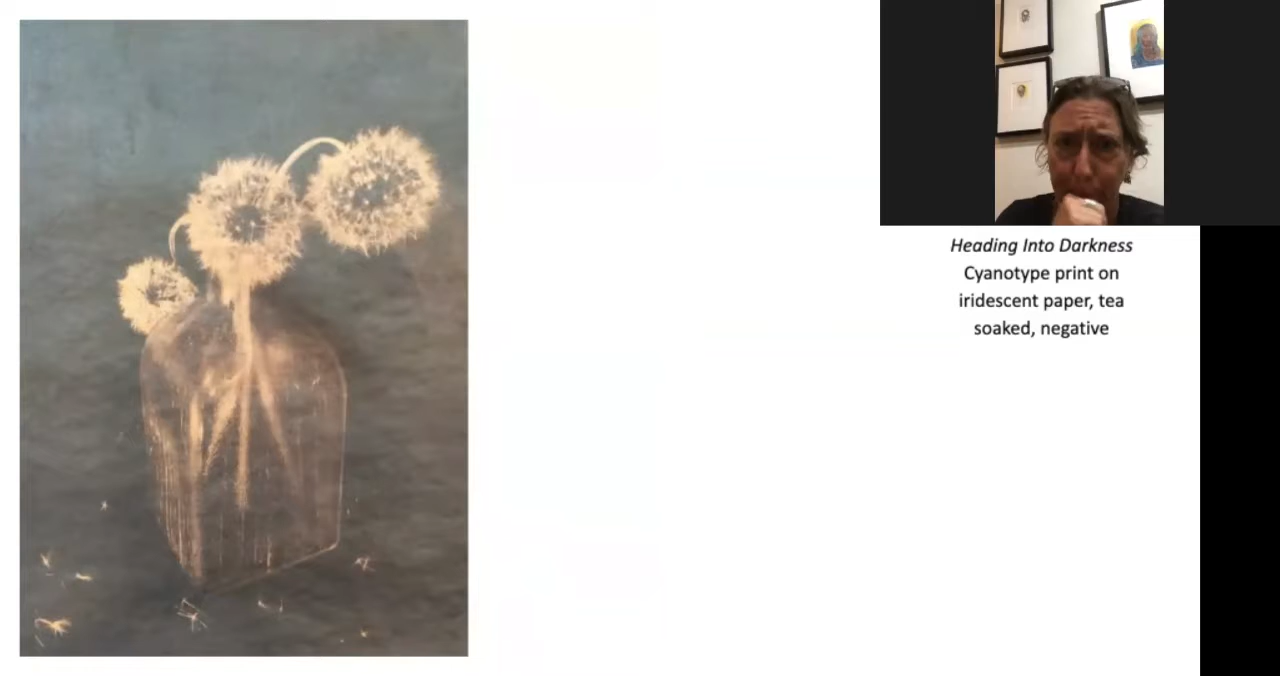 Heading Into Darkness
Cyanotype print on
iridescent paper, tea
soaked, negative